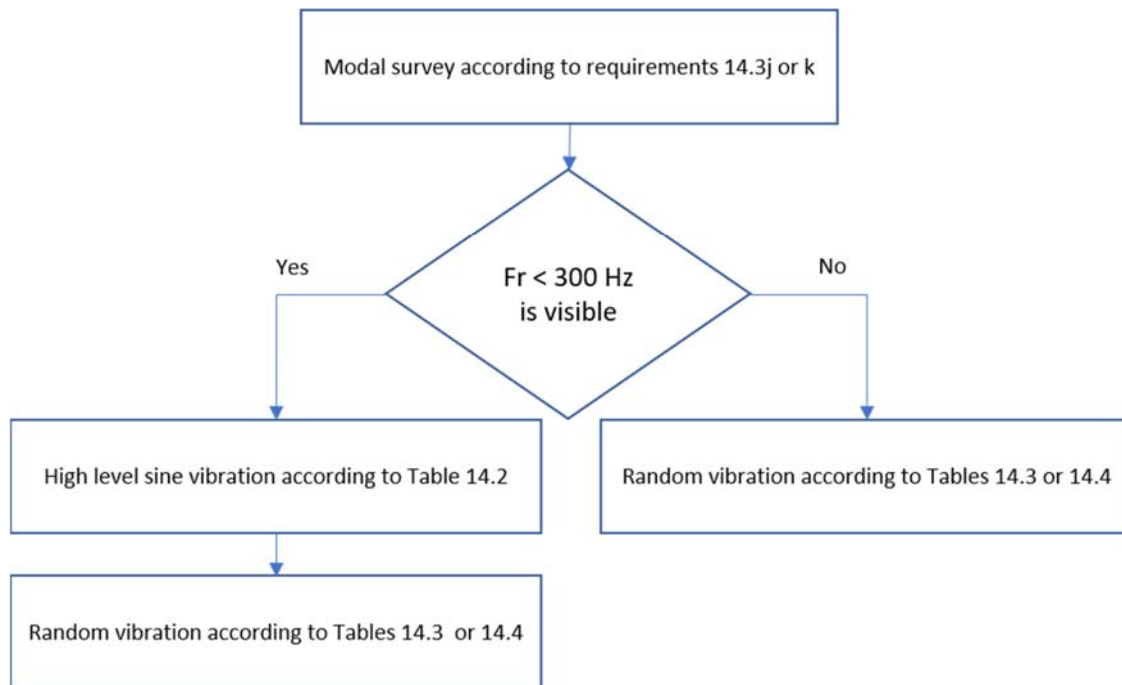 Modal survey according to requirements 14.3j or k
Yes
Fr < 300 Hz
is visible
No
High level sine vibration according to Table 14.2
Random vibration according to Tables 14.3 or 14.4
Random vibration according to Tables 14.3  or 14.4